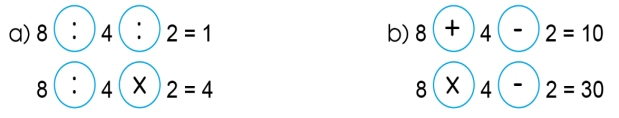 a) 8 : 4 : 2 = 1
8 : 4 x 2 = 4
b) 8 + 4 - 2 = 10
8 x 4 - 2 = 30